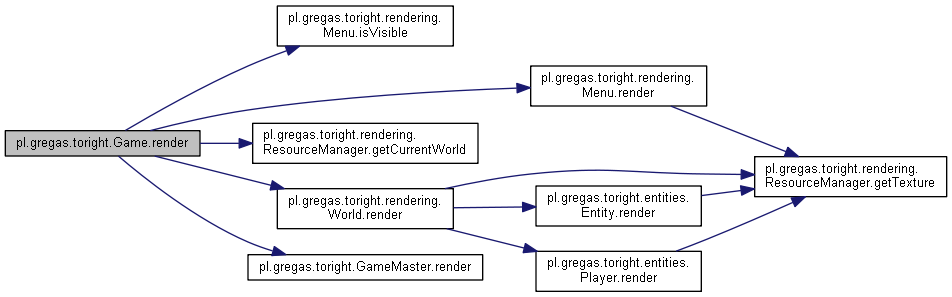 pl.gregas.toright.rendering.
Menu.isVisible
pl.gregas.toright.rendering.
Menu.render
pl.gregas.toright.Game.render
pl.gregas.toright.rendering.
ResourceManager.getCurrentWorld
pl.gregas.toright.rendering.
ResourceManager.getTexture
pl.gregas.toright.rendering.
World.render
pl.gregas.toright.entities.
Entity.render
pl.gregas.toright.GameMaster.render
pl.gregas.toright.entities.
Player.render